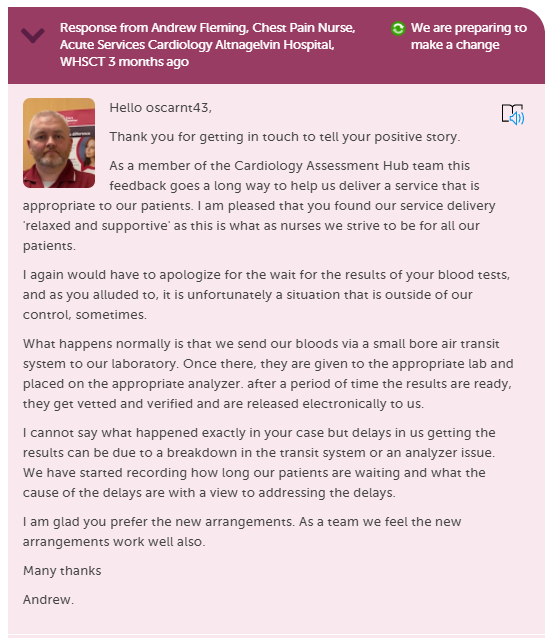 Response from Andrew Fleming, Chest Pain Nurse,
Acute Services Cardiology Altnagelvin Hospital,
WHSCT 3 months ago
We are preparing to
make a change
Hello oscarnt43,
Thank you for getting in touch to tell your positive story.
As a member of the Cardiology Assessment Hub team this
feedback goes a long way to help us deliver a service that is
appropriate to our patients. I am pleased that you found our service delivery
'relaxed and supportive' as this is what as nurses we strive to be for all our
patients.
I again would have to apologize for the wait for the results of your blood tests,
and as you alluded to, it is unfortunately a situation that is outside of our
control, sometimes.
What happens normally is that we send our bloods via a small bore air transit
system to our laboratory. Once there, they are given to the appropriate lab and
placed on the appropriate analyzer. after a period of time the results are ready,
they get vetted and verified and are released electronically to us.
I cannot say what happened exactly in your case but delays in us getting the
results can be due to a breakdown in the transit system or an analyzer issue.
We have started recording how long our patients are waiting and what the
cause of the delays are with a view to addressing the delays.
I am glad you prefer the new arrangements. As a team we feel the new
arrangements work well also.
Many thanks
Andrew.